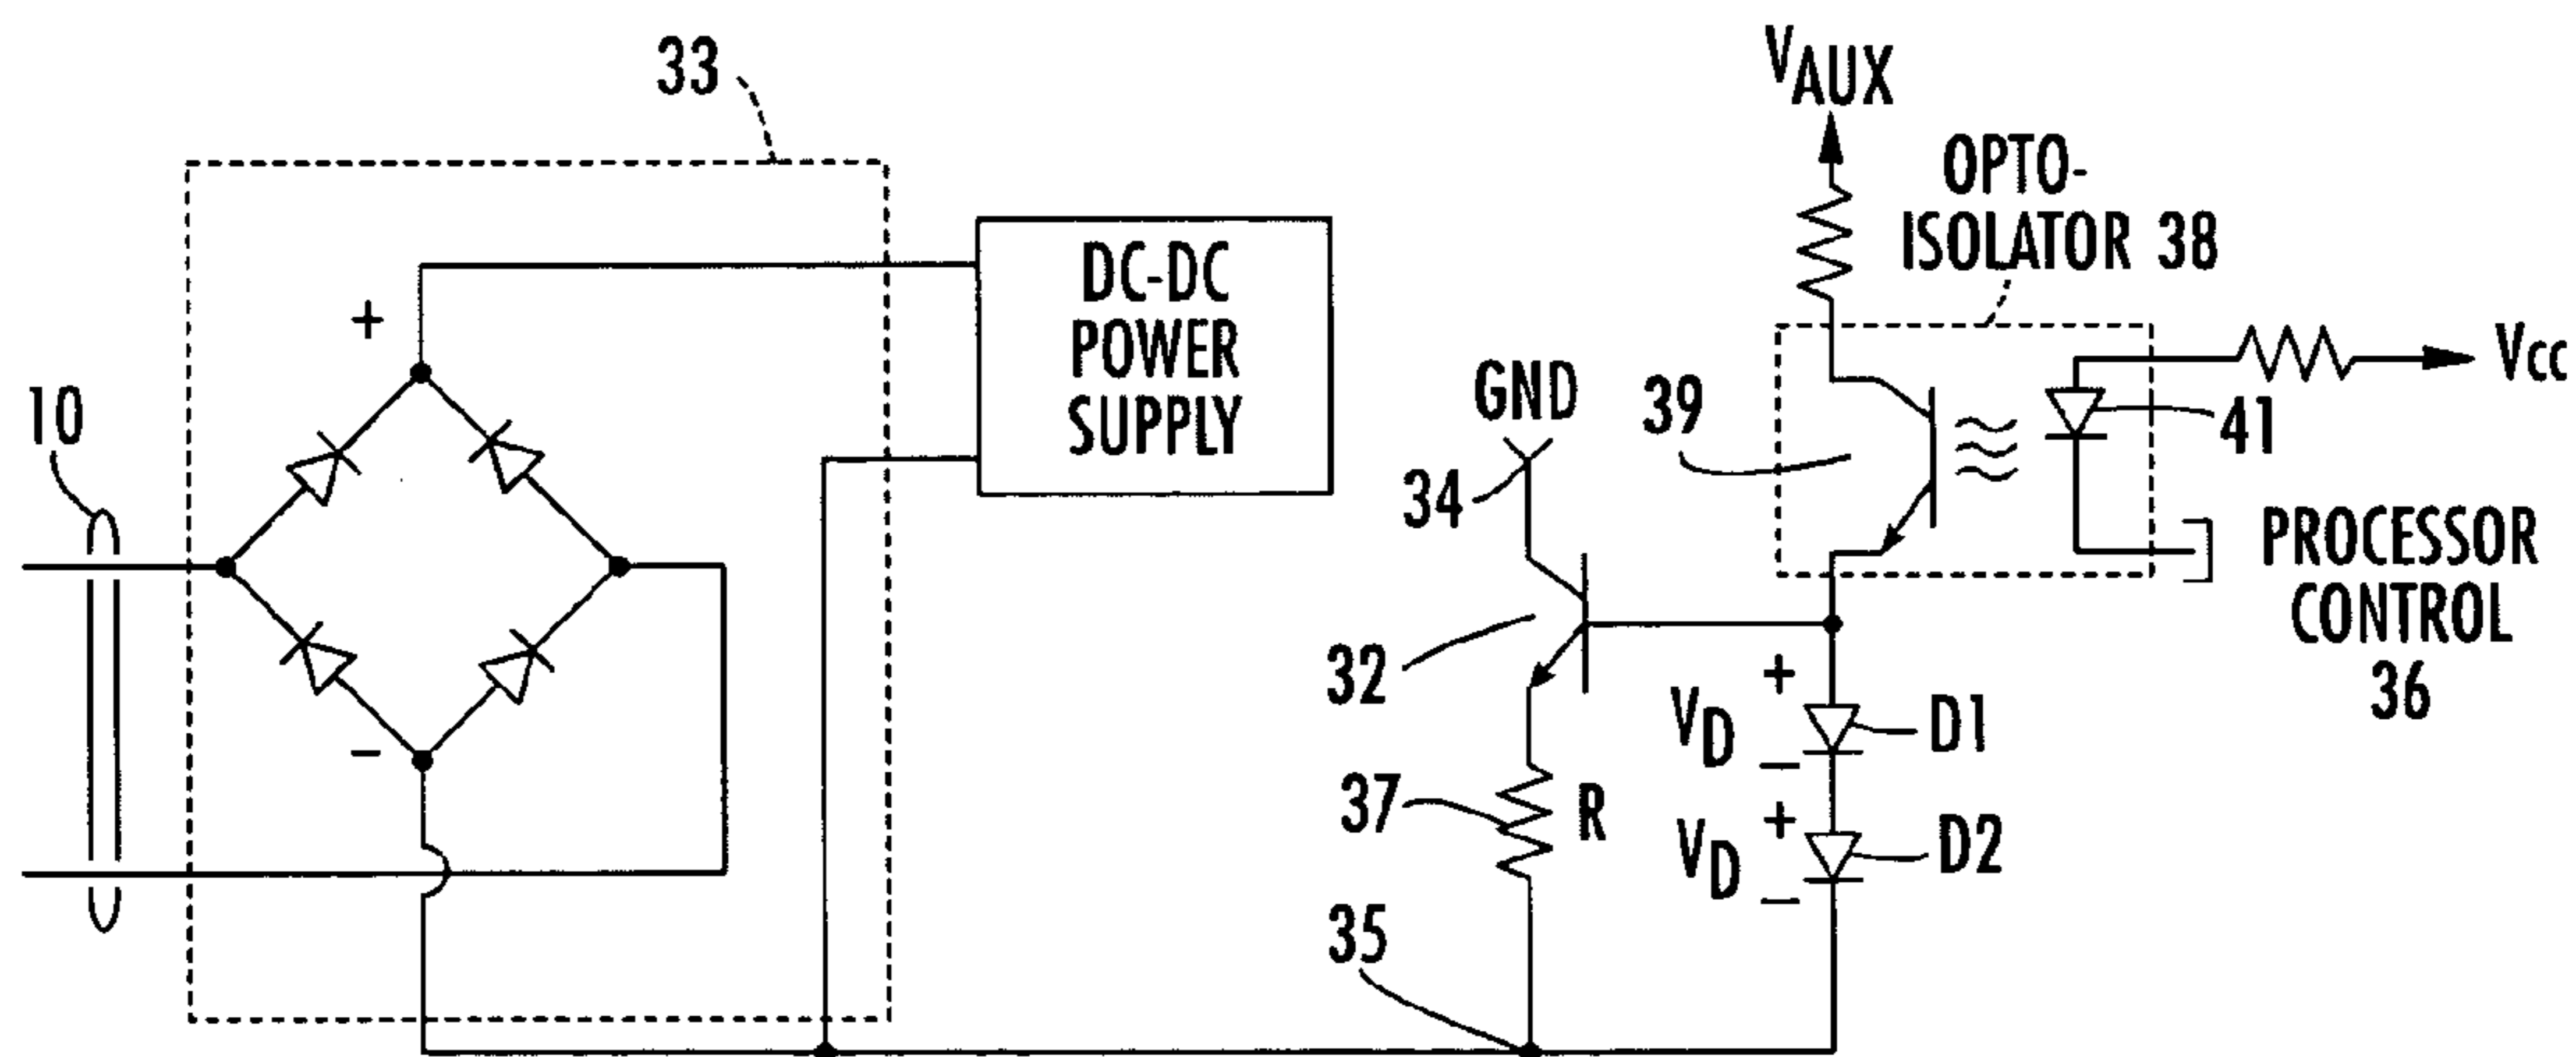 33
10
+
−
DC-DC
POWER
SUPPLY
VAUX
OPTO-
ISOLATOR 38
GND
34
39
41
VCC
PROCESSOR
CONTROL
36
32
37
R
35
+
VD
−
D1
+
VD
−
D2